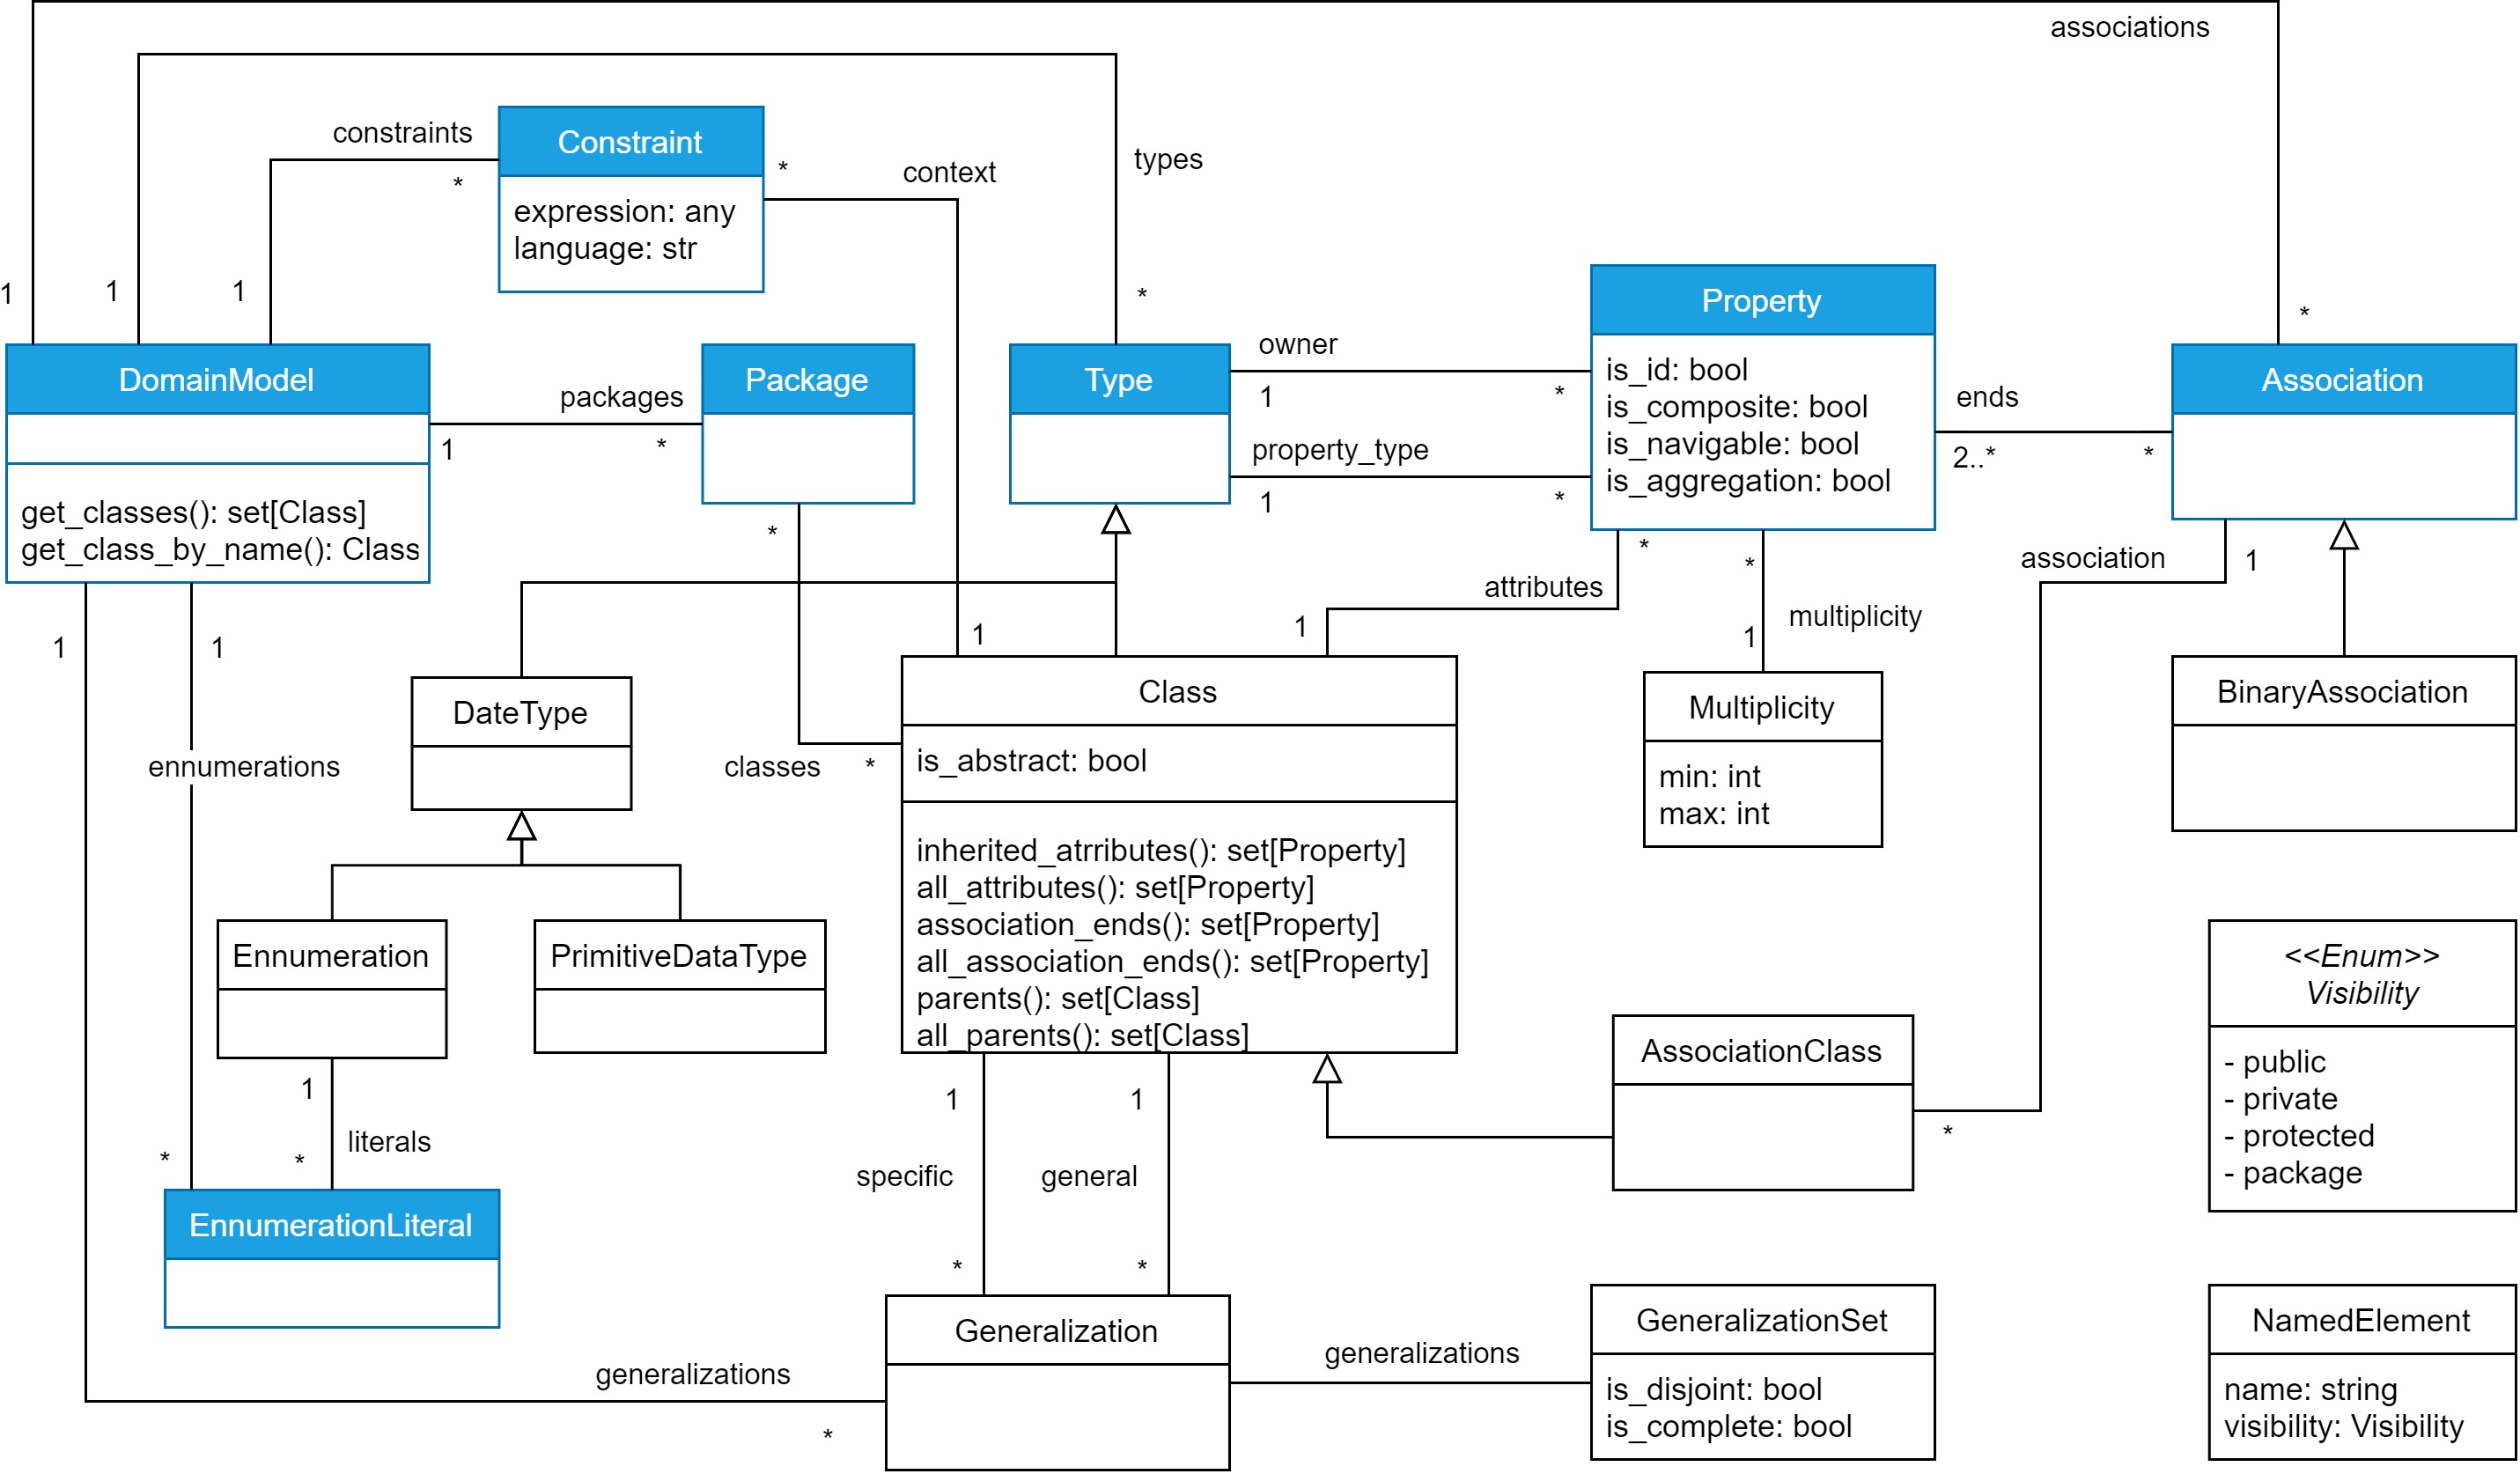 associations
constraints
*
Constraint
expression: any
language: str
*
context
types
*
1
1
1
*
DomainModel
get_classes(): set[Class]
get_class_by_name(): Class
packages
1
*
Package
Type
owner
1
*
property_type
1
*
Property
is_id: bool
is_composite: bool
is_navigable: bool
is_aggregation: bool
ends
2..*
*
Association
*
1
1
1
1
attributes
*
*
multiplicity
1
association
1
1
ennumerations
DateType
classes
*
Class
is_abstract: bool
inherited_atrributes(): set[Property]
all_attributes(): set[Property]
association_ends(): set[Property]
all_association_ends(): set[Property]
parents(): set[Class]
all_parents(): set[Class]
Multiplicity
min: int
max: int
BinaryAssociation
Ennumeration
PrimitiveDataType
<<Enum>>
Visibility
- public
- private
- protected
- package
1
literals
*
*
EnnumerationLiteral
1
1
specific
general
*
*
AssociationClass
*
generalizations
*
Generalization
generalizations
GeneralizationSet
is_disjoint: bool
is_complete: bool
NamedElement
name: string
visibility: Visibility